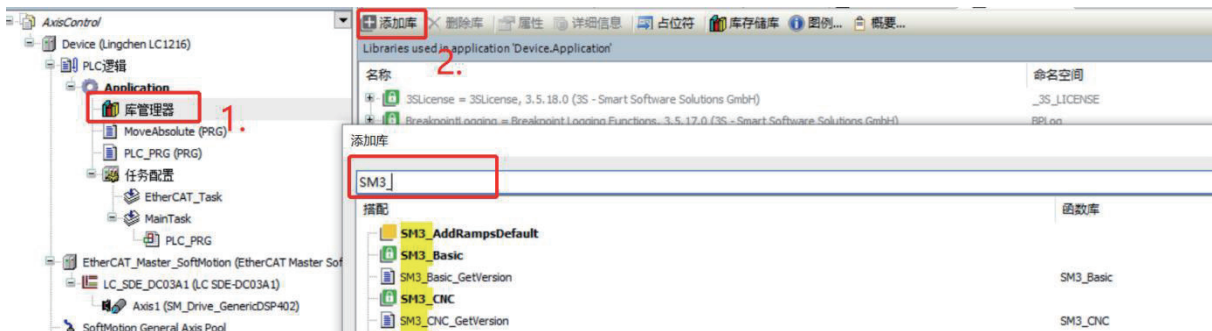 AxisControl
Device (Lingchen LC1216)
PLC逻辑
Application
库管理器
1.
MoveAbsolute (PRG)
PLC_PRG (PRG)
任务配置
EtherCAT_Task
MainTask
PLC_PRG
EtherCAT_Master_SoftMotion (EtherCAT Master Sof
LC_SDE_DC03A1 (LC SDE-DC03A1)
Axis1 (SM_Drive_GenericDSP402)
SoftMotion General Axis Pool
添加库 删除库 属性 详细信息 占位符 库存储库 图例... 概要...
Libraries used in application 'Device.Application'
2.
名称 命名空间
3SLicense = 3SLicense, 3.5.18.0 (3S - Smart Software Solutions GmbH) _3S_LICENSE
BreakpointLogging = Breakpoint Logging Functions, 3.5.17.0 (3S - Smart Software Solutions GmbH) BPLog
添加库
SM3_
搭配 函数库
SM3_AddRampsDefault
SM3_Basic
SM3_Basic_GetVersion SM3_Basic
SM3_CNC
SM3_CNC_GetVersion SM3_CNC